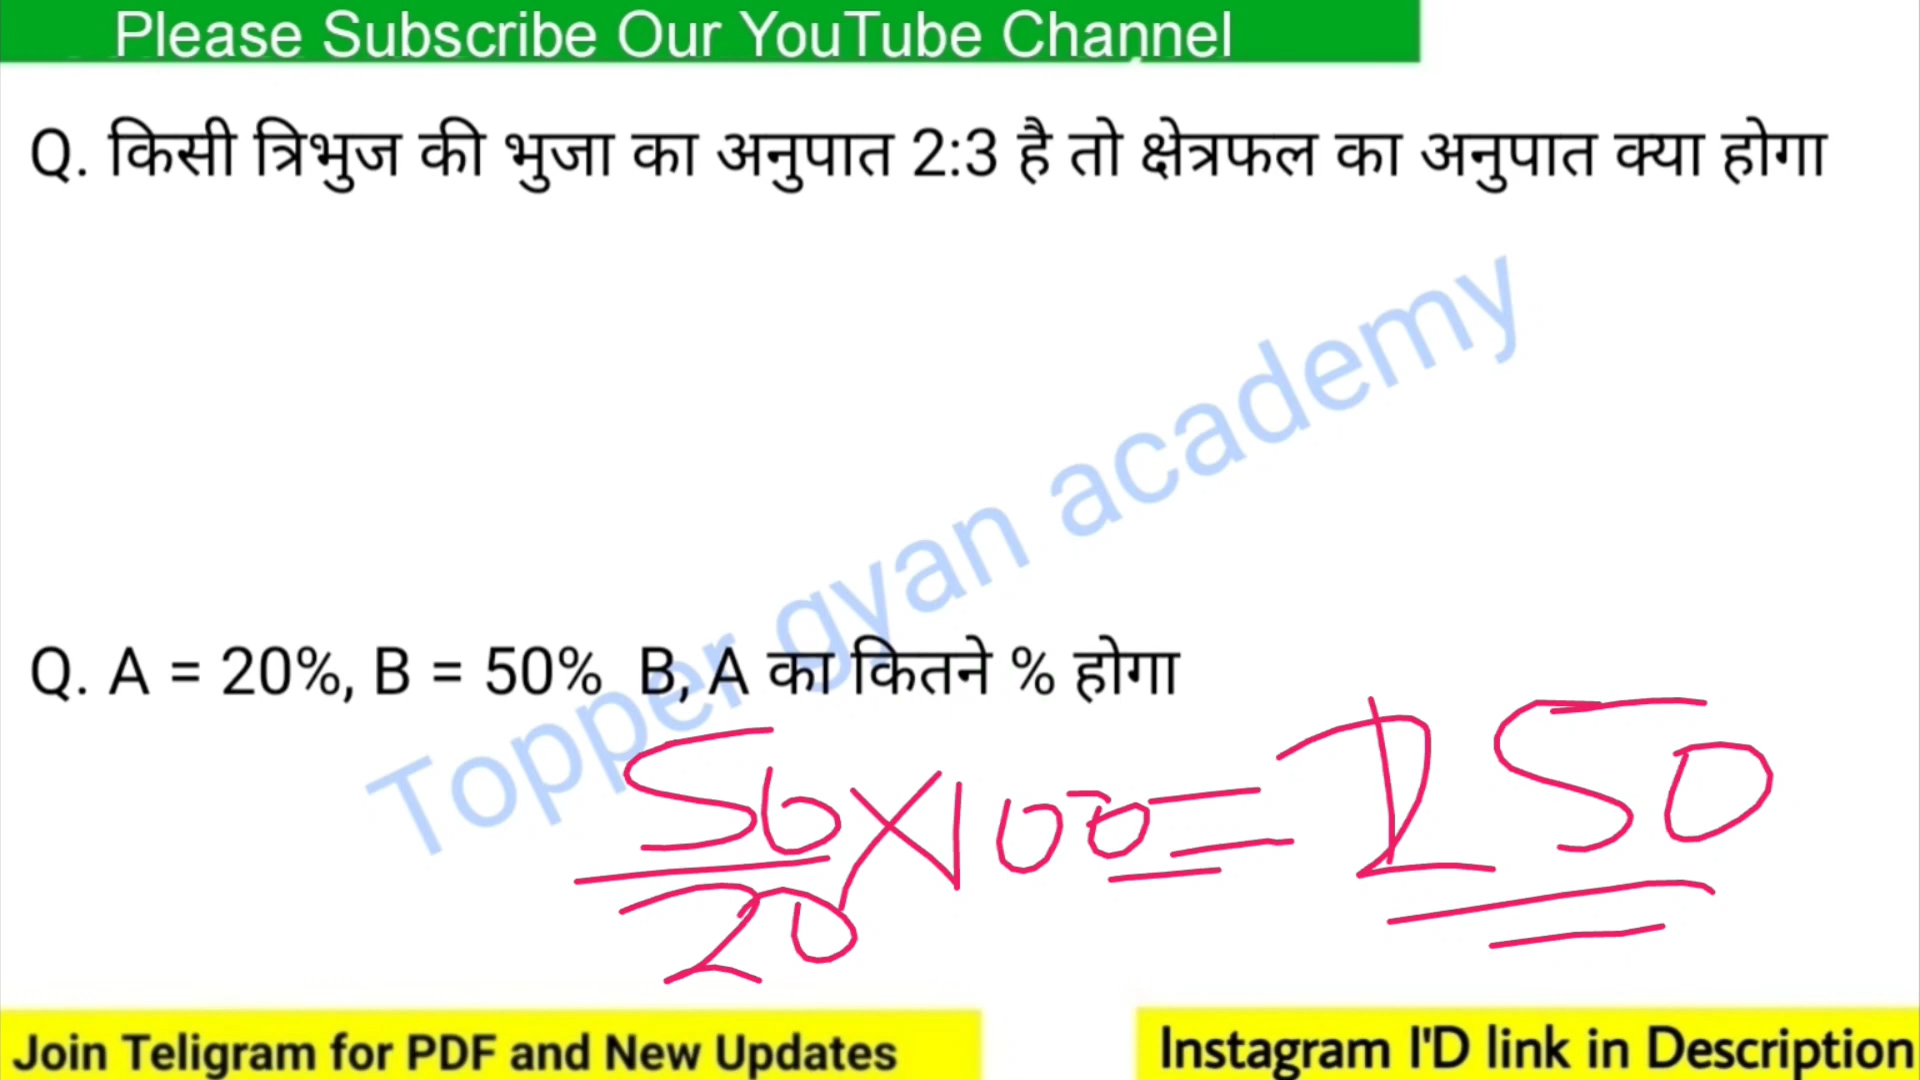 Please Subscribe Our YouTube Channel
Q. किसी त्रिभुज की भुजा का अनुपात 2:3 है तो क्षेत्रफल का अनुपात क्या होगा
Topper gyan academy
Q. A = 20%, B = 50% B, A का कितने % होगा
50
20
×100 = 250
Join Teligram for PDF and New Updates
Instagram I'D link in Description